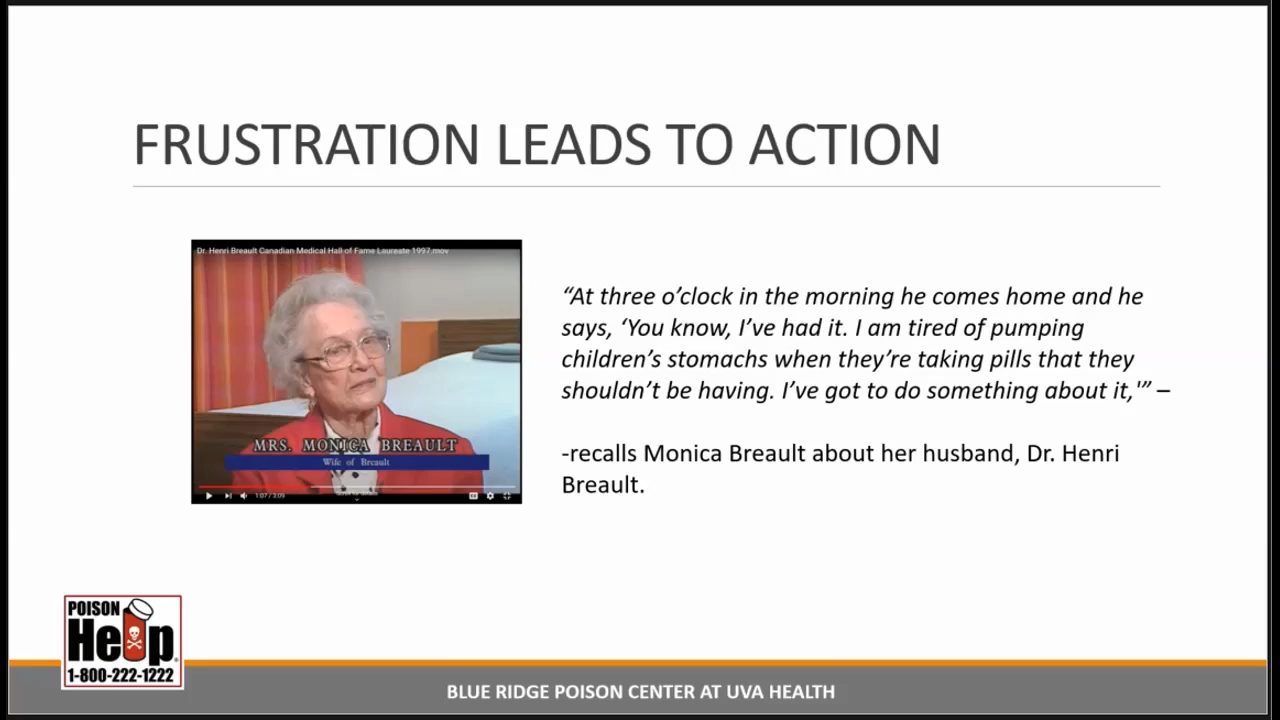 FRUSTRATION LEADS TO ACTION
Dr. Henri Breault Canadian Medical Hall of Fame Laureate 1997.mov
MRS. MONICA BREAULT
Wife of Breault
1:07 / 3:09
“At three o’clock in the morning he comes home and he
says, ‘You know, I’ve had it. I am tired of pumping
children’s stomachs when they’re taking pills that they
shouldn’t be having. I’ve got to do something about it,'” –
-recalls Monica Breault about her husband, Dr. Henri
Breault.
POISON
Help
1-800-222-1222
BLUE RIDGE POISON CENTER AT UVA HEALTH